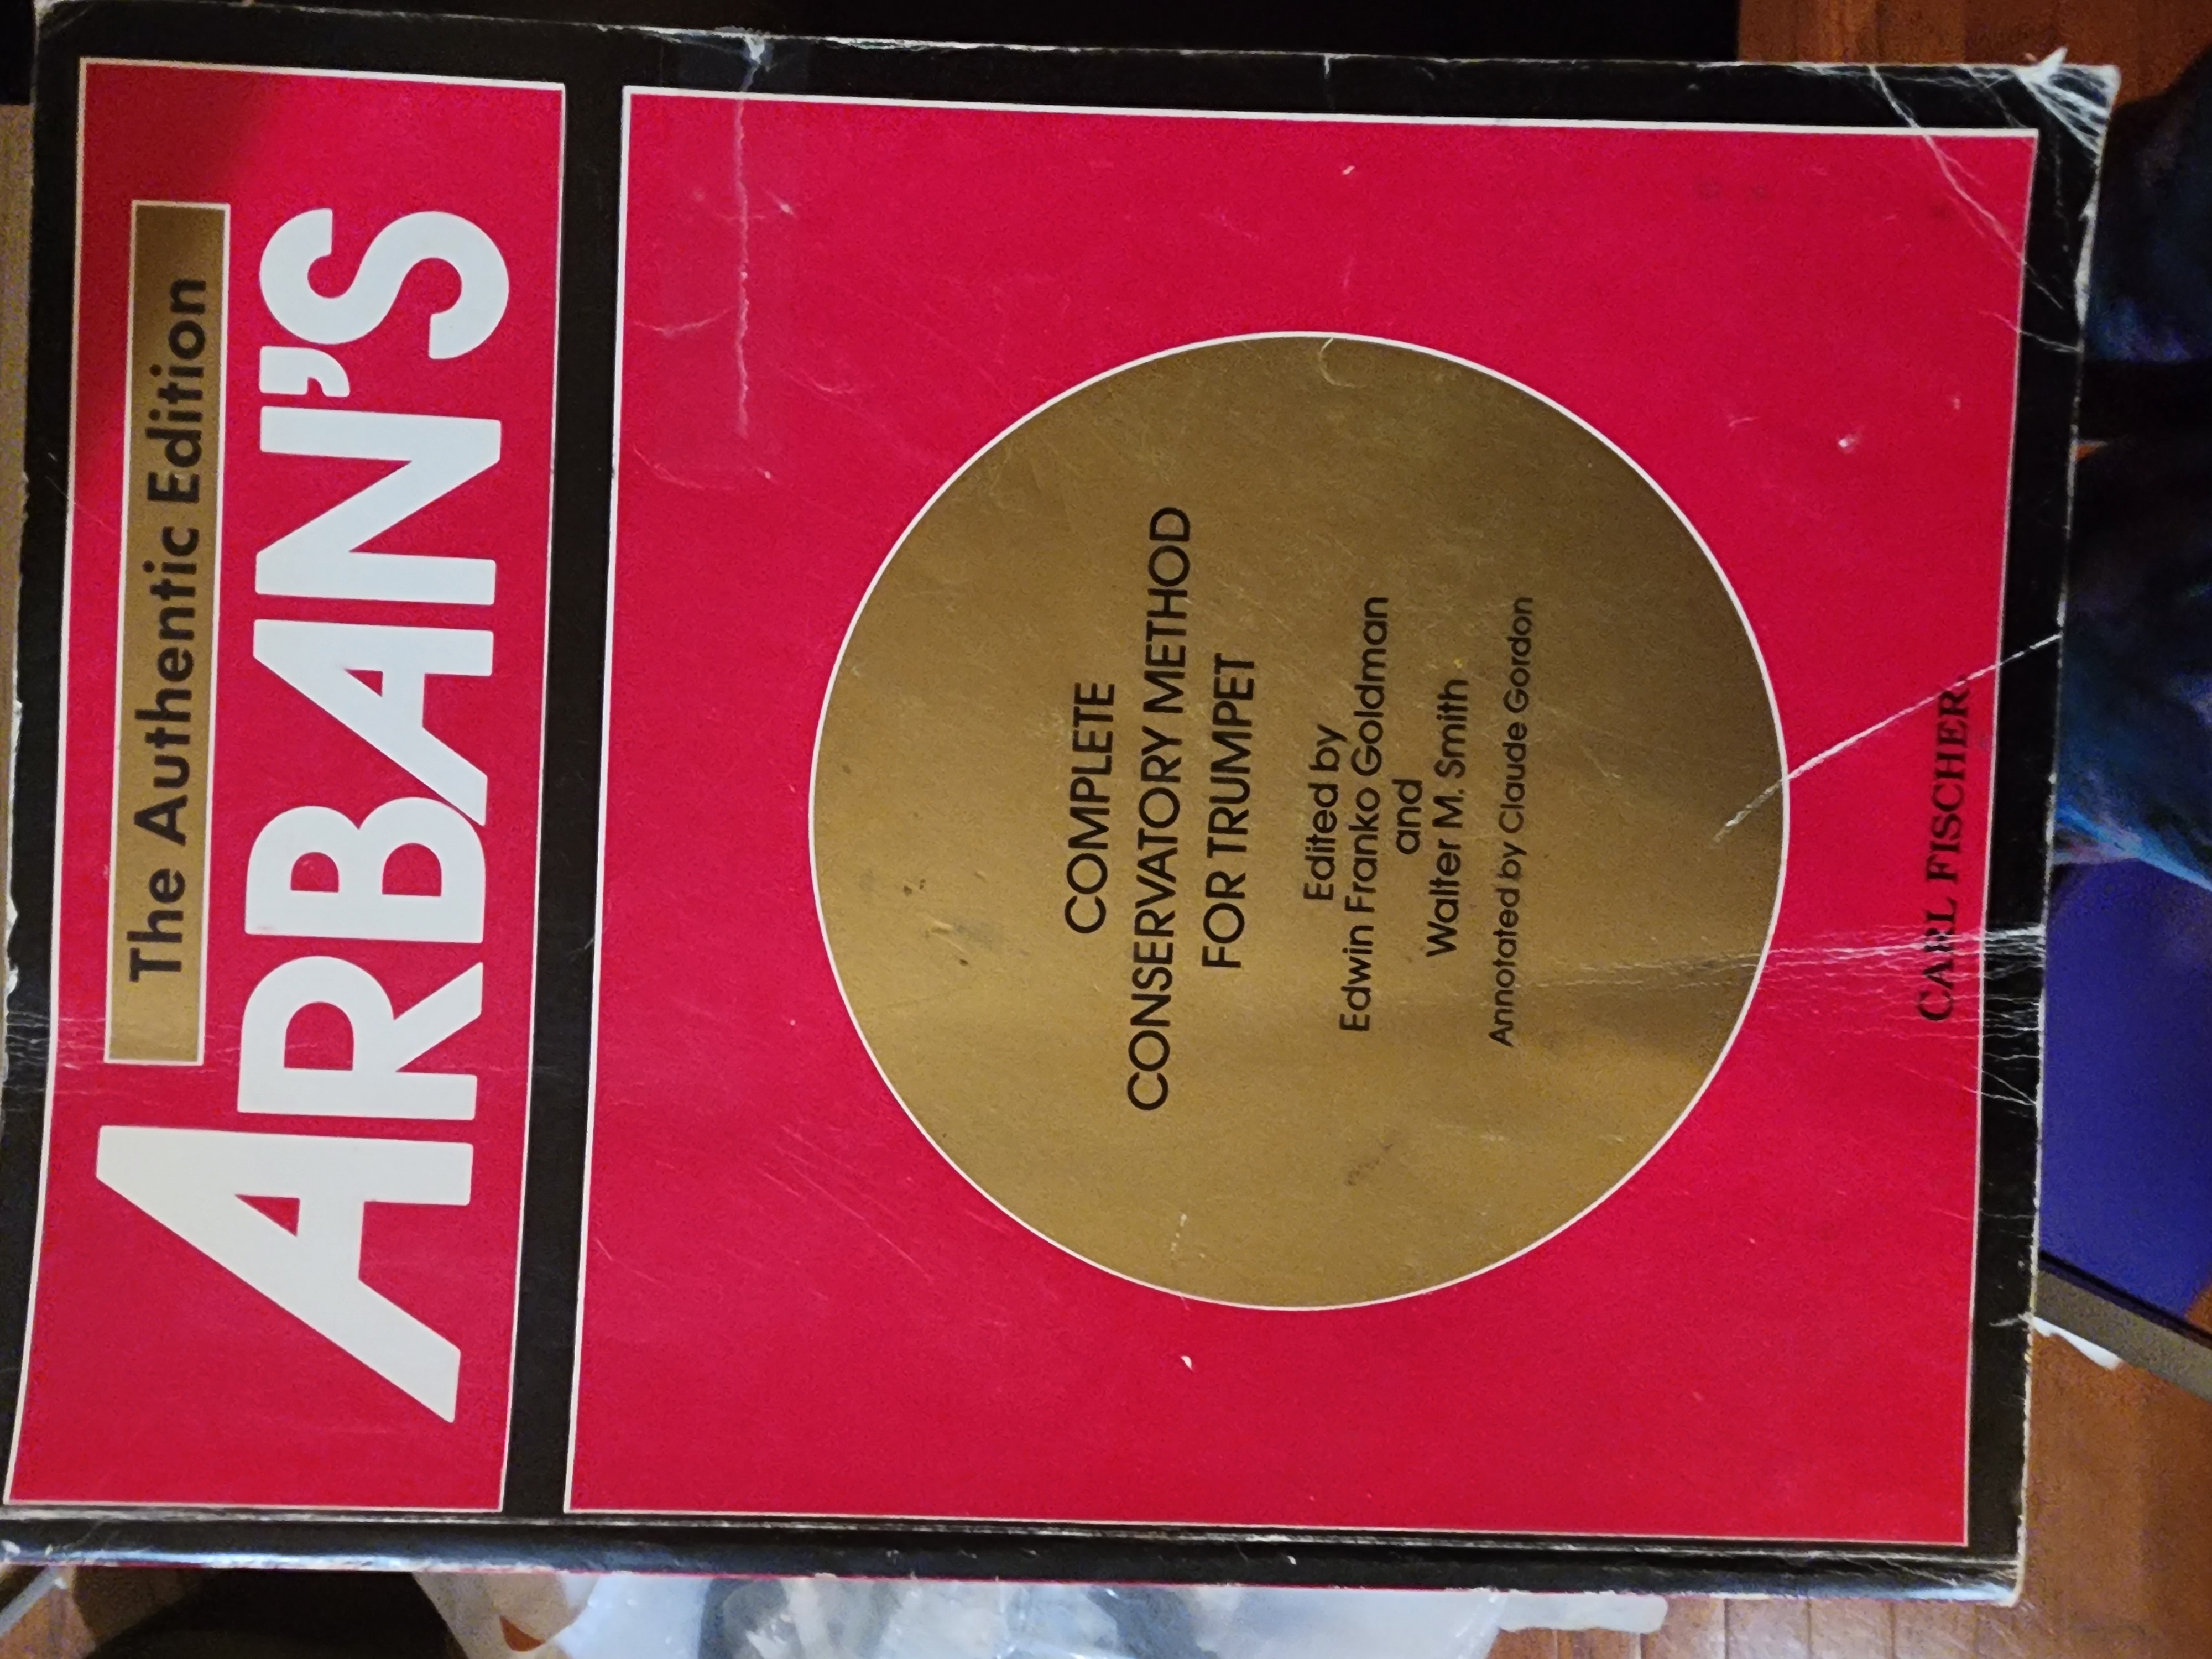 The Authentic Edition
ARBAN'S
COMPLETE
CONSERVATORY METHOD
FOR TRUMPET
Edited by
Edwin Franko Goldman
and
Walter M. Smith
Annotated by Claude Gordon
CARL FISCHER